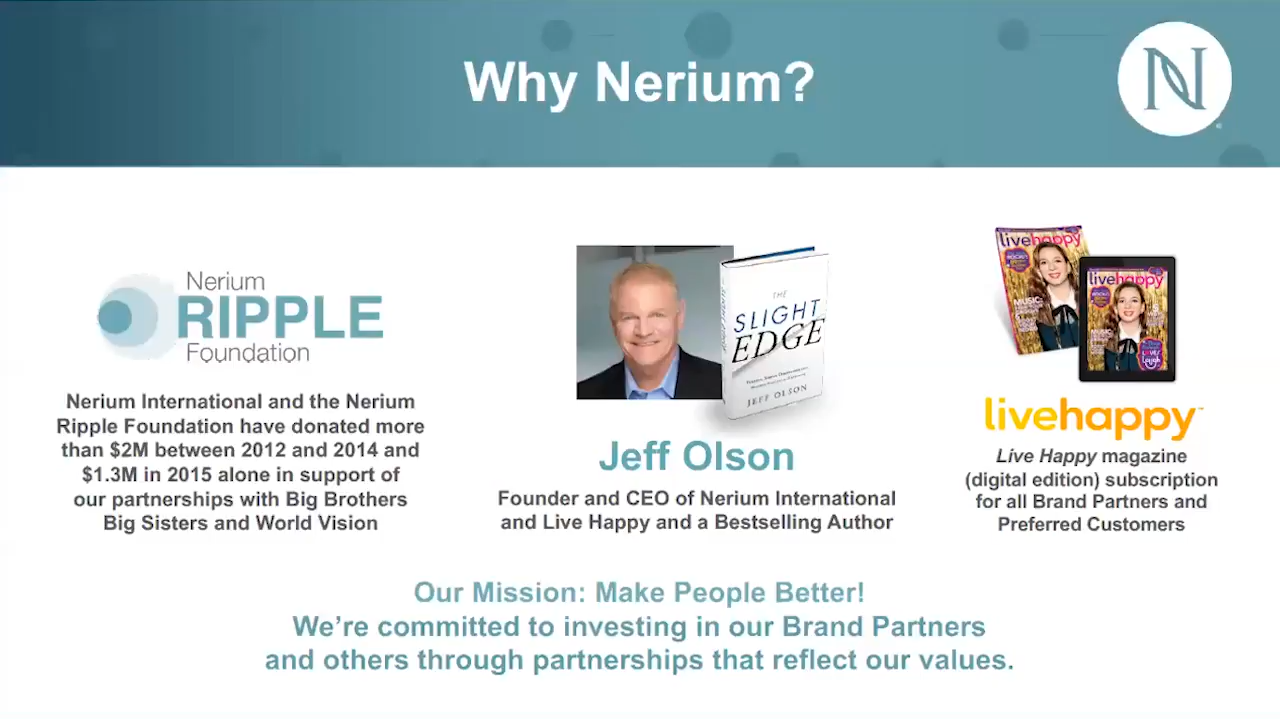 Why Nerium?
N
Nerium
RIPPLE
Foundation
Nerium International and the Nerium
Ripple Foundation have donated more
than $2M between 2012 and 2014 and
$1.3M in 2015 alone in support of
our partnerships with Big Brothers
Big Sisters and World Vision
THE
SLIGHT
EDGE
JEFF OLSON
Jeff Olson
Founder and CEO of Nerium International
and Live Happy and a Bestselling Author
livehappy
livehappy
livehappy™
Live Happy magazine
(digital edition) subscription
for all Brand Partners and
Preferred Customers
Our Mission: Make People Better!
We’re committed to investing in our Brand Partners
and others through partnerships that reflect our values.